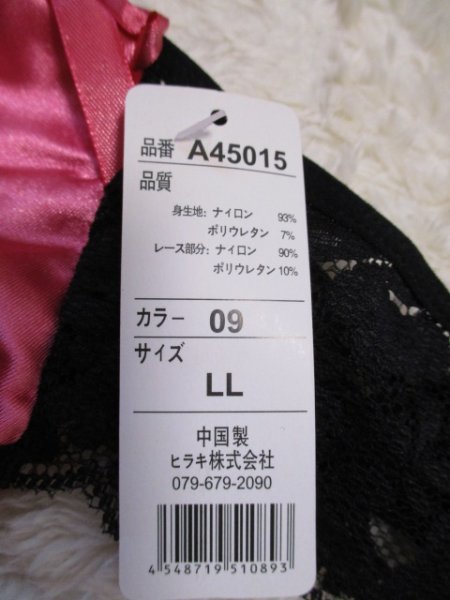 品番 A45015
品質
身生地: ナイロン 93%
ポリウレタン 7%
レース部分: ナイロン 90%
ポリウレタン 10%
カラー 09
サイズ
LL
中国製
ヒラキ株式会社
079-679-2090
4 548719 510893